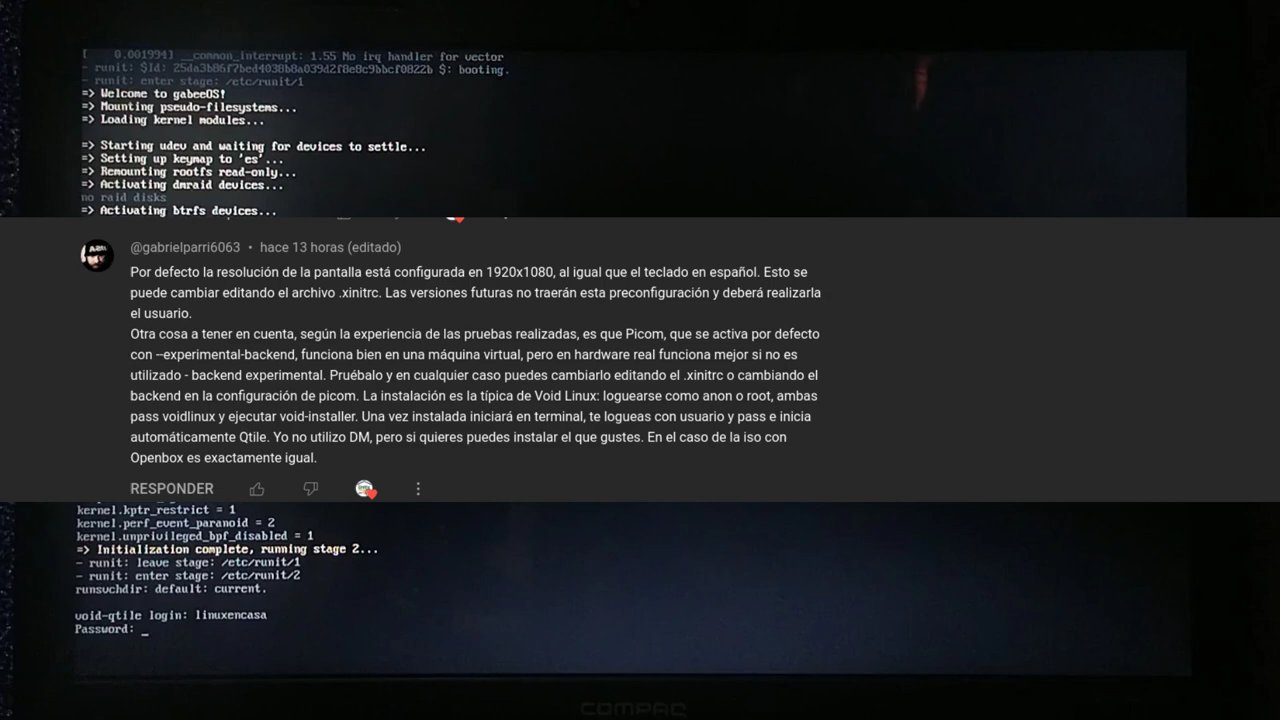 [    0.001994] __common_interrupt: 1.55 No irq handler for vector
- runit: $Id: 25da3b86f7bed4038b8a039d2f8e8c9bbcf0822b $: booting.
- runit: enter stage: /etc/runit/1
=> Welcome to gabeeOS!
=> Mounting pseudo-filesystems...
=> Loading kernel modules...
=> Starting udev and waiting for devices to settle...
=> Setting up keymap to 'es'...
=> Remounting rootfs read-only...
=> Activating dmraid devices...
no raid disks
=> Activating btrfs devices...
@gabrielparri6063 • hace 13 horas (editado)
Por defecto la resolución de la pantalla está configurada en 1920x1080, al igual que el teclado en español. Esto se
puede cambiar editando el archivo .xinitrc. Las versiones futuras no traerán esta preconfiguración y deberá realizarla
el usuario.
Otra cosa a tener en cuenta, según la experiencia de las pruebas realizadas, es que Picom, que se activa por defecto
con --experimental-backend, funciona bien en una máquina virtual, pero en hardware real funciona mejor si no es
utilizado - backend experimental. Pruébalo y en cualquier caso puedes cambiarlo editando el .xinitrc o cambiando el
backend en la configuración de picom. La instalación es la típica de Void Linux: loguearse como anon o root, ambas
pass voidlinux y ejecutar void-installer. Una vez instalada iniciará en terminal, te logueas con usuario y pass e inicia
automáticamente Qtile. Yo no utilizo DM, pero si quieres puedes instalar el que gustes. En el caso de la iso con
Openbox es exactamente igual.
RESPONDER
kernel.kptr_restrict = 1
kernel.perf_event_paranoid = 2
kernel.unprivileged_bpf_disabled = 1
=> Initialization complete, running stage 2...
- runit: leave stage: /etc/runit/1
- runit: enter stage: /etc/runit/2
runsvchdir: default: current.
void-qtile login: linuxencasa
Password: _
COMPAQ